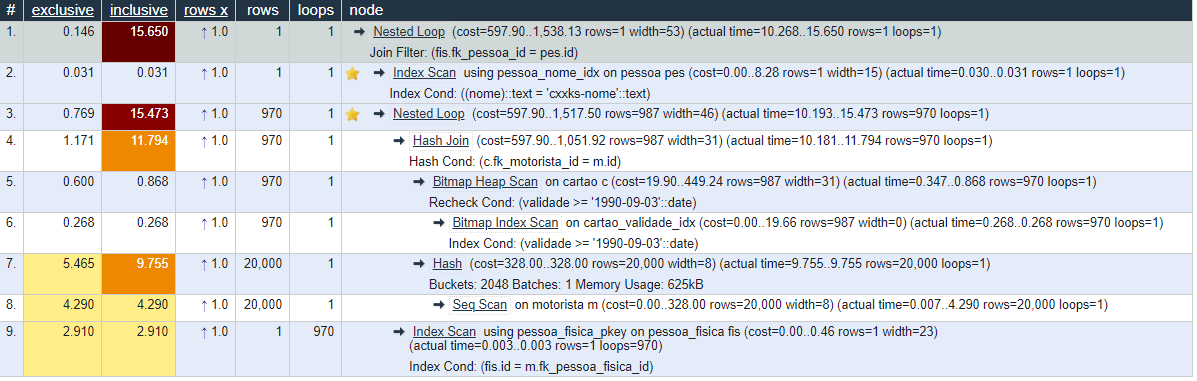 # exclusive inclusive rows x rows loops node
1. 0.146 15.650 ↑ 1.0 1 1 → Nested Loop (cost=597.90..1,538.13 rows=1 width=53) (actual time=10.268..15.650 rows=1 loops=1)
Join Filter: (fis.fk_pessoa_id = pes.id)
2. 0.031 0.031 ↑ 1.0 1 1 → Index Scan using pessoa_nome_idx on pessoa pes (cost=0.00..8.28 rows=1 width=15) (actual time=0.030..0.031 rows=1 loops=1)
Index Cond: ((nome)::text = 'cxxks-nome'::text)
3. 0.769 15.473 ↑ 1.0 970 1 → Nested Loop (cost=597.90..1,517.50 rows=987 width=46) (actual time=10.193..15.473 rows=970 loops=1)
4. 1.171 11.794 ↑ 1.0 970 1 → Hash Join (cost=597.90..1,051.92 rows=987 width=31) (actual time=10.181..11.794 rows=970 loops=1)
Hash Cond: (c.fk_motorista_id = m.id)
5. 0.600 0.868 ↑ 1.0 970 1 → Bitmap Heap Scan on cartao c (cost=19.90..449.24 rows=987 width=31) (actual time=0.347..0.868 rows=970 loops=1)
Recheck Cond: (validade >= '1990-09-03'::date)
6. 0.268 0.268 ↑ 1.0 970 1 → Bitmap Index Scan on cartao_validade_idx (cost=0.00..19.66 rows=987 width=0) (actual time=0.268..0.268 rows=970 loops=1)
Index Cond: (validade >= '1990-09-03'::date)
7. 5.465 9.755 ↑ 1.0 20,000 1 → Hash (cost=328.00..328.00 rows=20,000 width=8) (actual time=9.755..9.755 rows=20,000 loops=1)
Buckets: 2048 Batches: 1 Memory Usage: 625kB
8. 4.290 4.290 ↑ 1.0 20,000 1 → Seq Scan on motorista m (cost=0.00..328.00 rows=20,000 width=8) (actual time=0.007..4.290 rows=20,000 loops=1)
9. 2.910 2.910 ↑ 1.0 1 970 → Index Scan using pessoa_fisica_pkey on pessoa_fisica fis (cost=0.00..0.46 rows=1 width=23)
(actual time=0.003..0.003 rows=1 loops=970)
Index Cond: (fis.id = m.fk_pessoa_fisica_id)